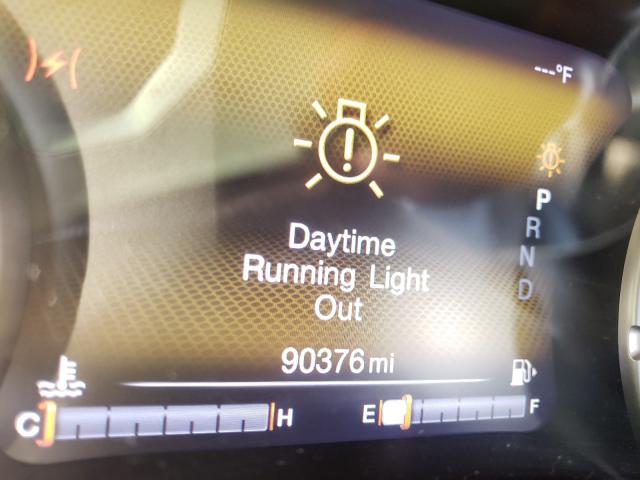 ---°F
Daytime
Running Light
Out
P
R
N
D
90376 mi
C H E F